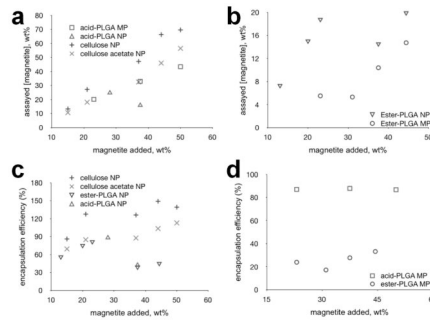 a
80
70
60
50
40
30
20
10
0
10 20 30 40 50 60
assayed [magnetite], wt%
magnetite added, wt%
acid-PLGA MP
acid-PLGA NP
cellulose NP
cellulose acetate NP
b
20
16
12
8
4
0
10 20 30 40 50
assayed [magnetite], wt%
magnetite added, wt%
Ester-PLGA NP
Ester-PLGA MP
c
180
150
120
90
60
30
0
10 20 30 40 50 60
encapsulation efficiency (%)
magnetite added, wt%
cellulose NP
cellulose acetate NP
ester-PLGA NP
acid-PLGA NP
d
100
80
60
40
20
0
15 25 35 45 55
encapsulation efficiency (%)
magnetite added, wt%
acid-PLGA MP
ester-PLGA MP